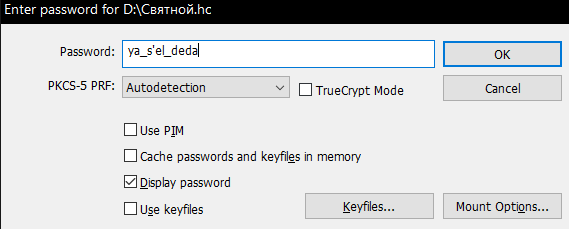 Enter password for D:\Святной.hc
Password: ya_s'el_deda OK
PKCS-5 PRF: Autodetection TrueCrypt Mode Cancel
Use PIM
Cache passwords and keyfiles in memory
Display password
Use keyfiles Keyfiles... Mount Options...